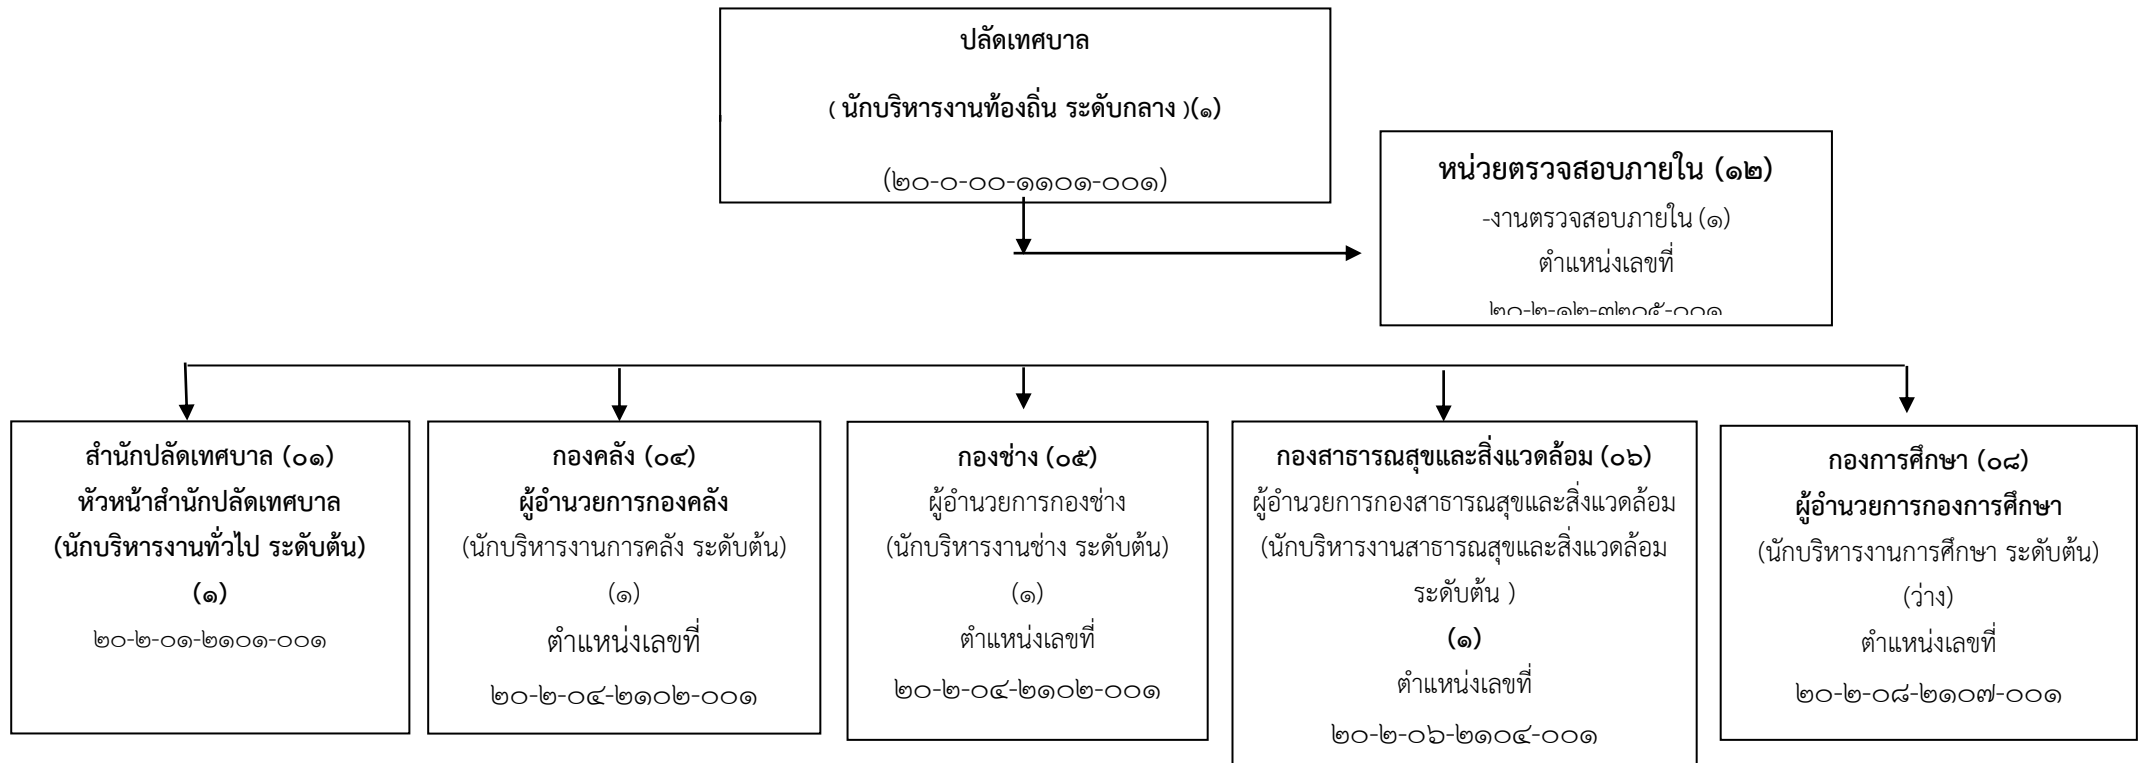 ปลัดเทศบาล
( นักบริหารงานท้องถิ่น ระดับกลาง )(๑)
(๒๐-๐-๐๐-๑๑๐๑-๐๐๑)
หน่วยตรวจสอบภายใน (๑๒)
-งานตรวจสอบภายใน (๑)
ตำแหน่งเลขที่
๒๐-๒-๑๒-๓๒๐๕-๐๐๑
สำนักปลัดเทศบาล (๐๑)
หัวหน้าสำนักปลัดเทศบาล
(นักบริหารงานทั่วไป ระดับต้น)
(๑)
๒๐-๒-๐๑-๒๑๐๑-๐๐๑
กองคลัง (๐๔)
ผู้อำนวยการกองคลัง
(นักบริหารงานการคลัง ระดับต้น)
(๑)
ตำแหน่งเลขที่
๒๐-๒-๐๔-๒๑๐๒-๐๐๑
กองช่าง (๐๕)
ผู้อำนวยการกองช่าง
(นักบริหารงานช่าง ระดับต้น)
(๑)
ตำแหน่งเลขที่
๒๐-๒-๐๔-๒๑๐๒-๐๐๑
กองสาธารณสุขและสิ่งแวดล้อม (๐๖)
ผู้อำนวยการกองสาธารณสุขและสิ่งแวดล้อม
(นักบริหารงานสาธารณสุขและสิ่งแวดล้อม
ระดับต้น )
(๑)
ตำแหน่งเลขที่
๒๐-๒-๐๖-๒๑๐๔-๐๐๑
กองการศึกษา (๐๘)
ผู้อำนวยการกองการศึกษา
(นักบริหารงานการศึกษา ระดับต้น)
(ว่าง)
ตำแหน่งเลขที่
๒๐-๒-๐๘-๒๑๐๗-๐๐๑